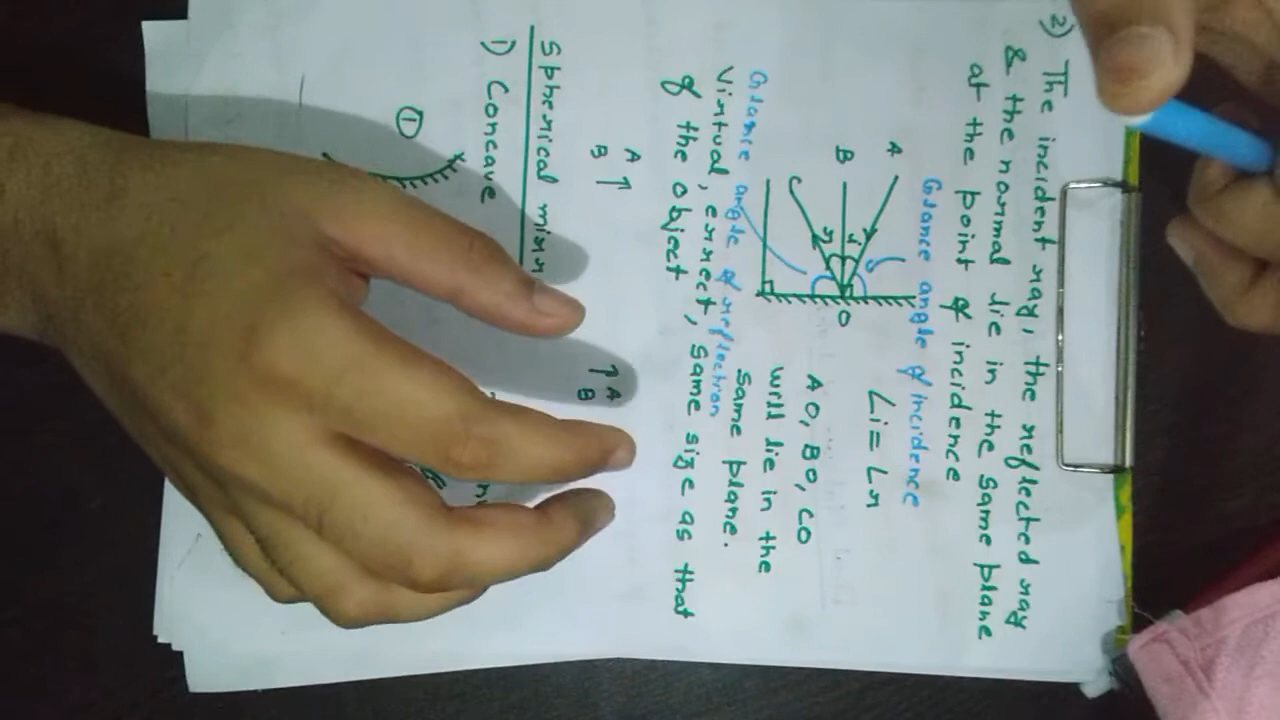 2) The incident ray, the reflected ray
& the normal lie in the same plane
at the point of incidence
Glance angle of incidence
A
B
C
i
r
O
∠i = ∠r
AO, BO, CO
will lie in the
same plane.
Glance angle of reflection
Virtual, errect, same size as that
of the object
A
B
A
B
Spherical mirr
1) Concave
①